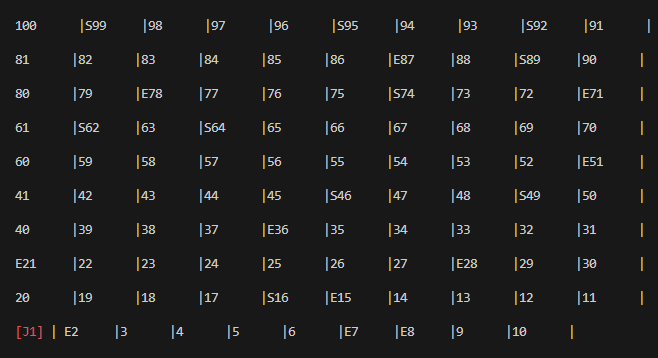 100 |S99 |98 |97 |96 |S95 |94 |93 |S92 |91 |
81 |82 |83 |84 |85 |86 |E87 |88 |S89 |90 |
80 |79 |E78 |77 |76 |75 |S74 |73 |72 |E71 |
61 |S62 |63 |S64 |65 |66 |67 |68 |69 |70 |
60 |59 |58 |57 |56 |55 |54 |53 |52 |E51 |
41 |42 |43 |44 |45 |S46 |47 |48 |S49 |50 |
40 |39 |38 |37 |E36 |35 |34 |33 |32 |31 |
E21 |22 |23 |24 |25 |26 |27 |E28 |29 |30 |
20 |19 |18 |17 |S16 |E15 |14 |13 |12 |11 |
[J1] | E2 |3 |4 |5 |6 |E7 |E8 |9 |10 |